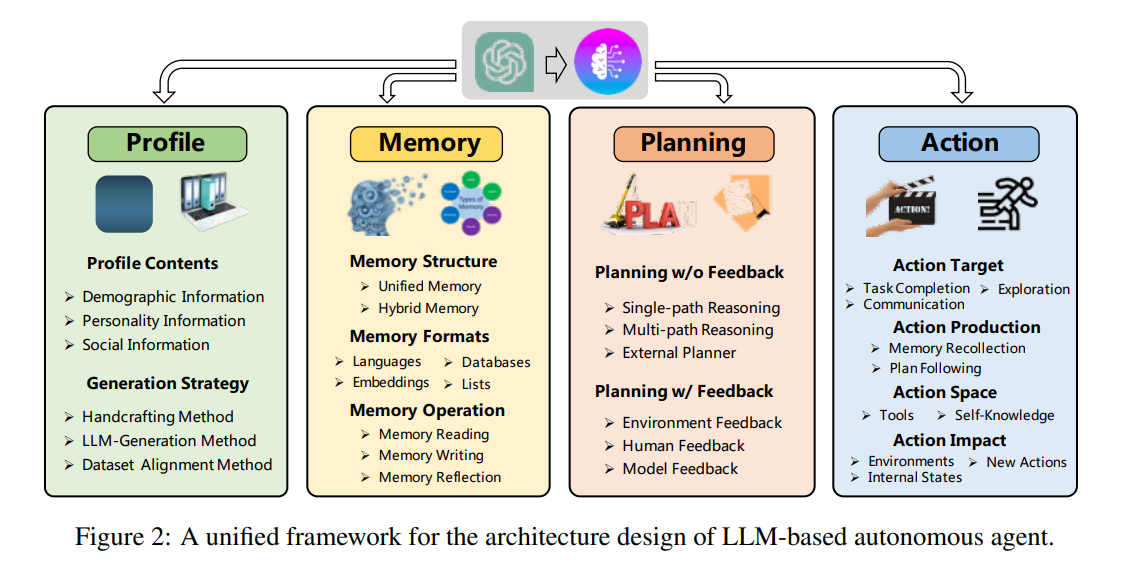 Profile
Profile Contents
➢ Demographic Information
➢ Personality Information
➢ Social Information
Generation Strategy
➢ Handcrafting Method
➢ LLM-Generation Method
➢ Dataset Alignment Method
Memory
Types of
Memory
Memory Structure
➢ Unified Memory
➢ Hybrid Memory
Memory Formats
➢ Languages ➢ Databases
➢ Embeddings ➢ Lists
Memory Operation
➢ Memory Reading
➢ Memory Writing
➢ Memory Reflection
Planning
PLAN
Planning w/o Feedback
➢ Single-path Reasoning
➢ Multi-path Reasoning
➢ External Planner
Planning w/ Feedback
➢ Environment Feedback
➢ Human Feedback
➢ Model Feedback
Action
ACTION!
Action Target
➢ Task Completion ➢ Exploration
➢ Communication
Action Production
➢ Memory Recollection
➢ Plan Following
Action Space
➢ Tools ➢ Self-Knowledge
Action Impact
➢ Environments ➢ New Actions
➢ Internal States
Figure 2: A unified framework for the architecture design of LLM-based autonomous agent.